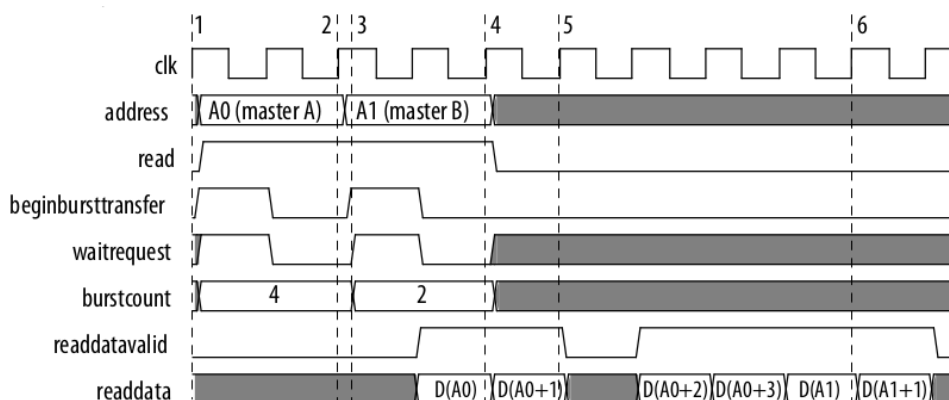 1 2 3 4 5 6
clk
address A0 (master A) A1 (master B)
read
beginbursttransfer
waitrequest
burstcount 4 2
readdatavalid
readdata D(A0) D(A0+1) D(A0+2) D(A0+3) D(A1) D(A1+1)